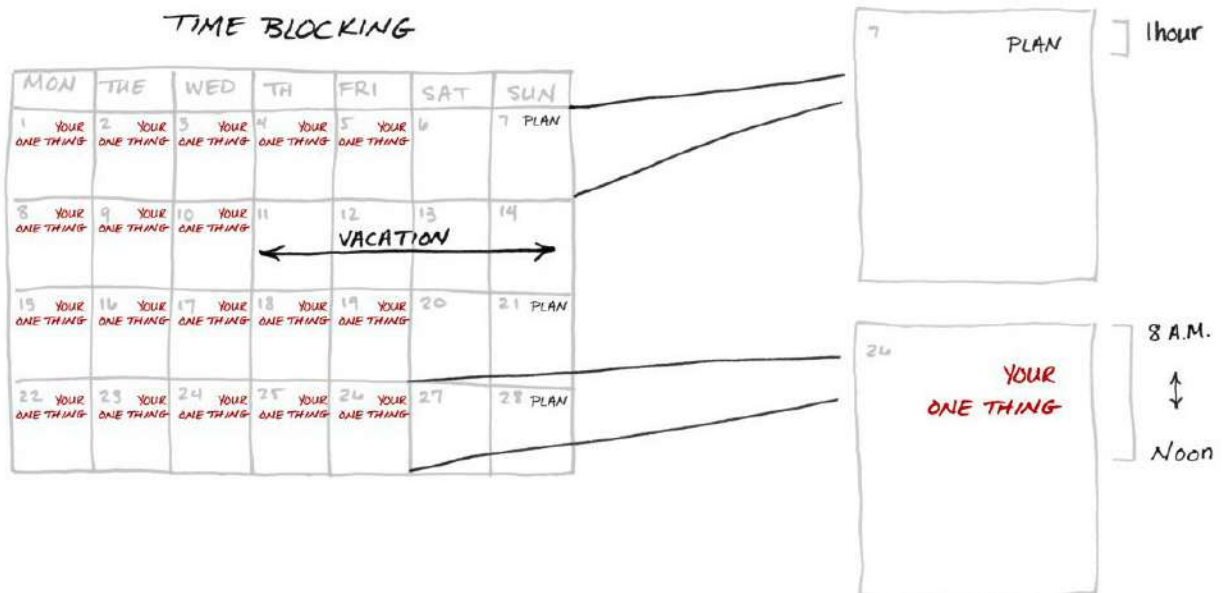 TIME BLOCKING
MON TUE WED TH FRI SAT SUN
1 YOUR 2 YOUR 3 YOUR 4 YOUR 5 YOUR 6 7 PLAN
ONE THING ONE THING ONE THING ONE THING ONE THING
8 YOUR 9 YOUR 10 YOUR 11 12 13 14
ONE THING ONE THING ONE THING
VACATION
15 YOUR 16 YOUR 17 YOUR 18 YOUR 19 YOUR 20 21 PLAN
ONE THING ONE THING ONE THING ONE THING ONE THING
22 YOUR 23 YOUR 24 YOUR 25 YOUR 26 YOUR 27 28 PLAN
ONE THING ONE THING ONE THING ONE THING ONE THING
7 PLAN 1 hour
26
YOUR
ONE THING
8 A.M.
Noon